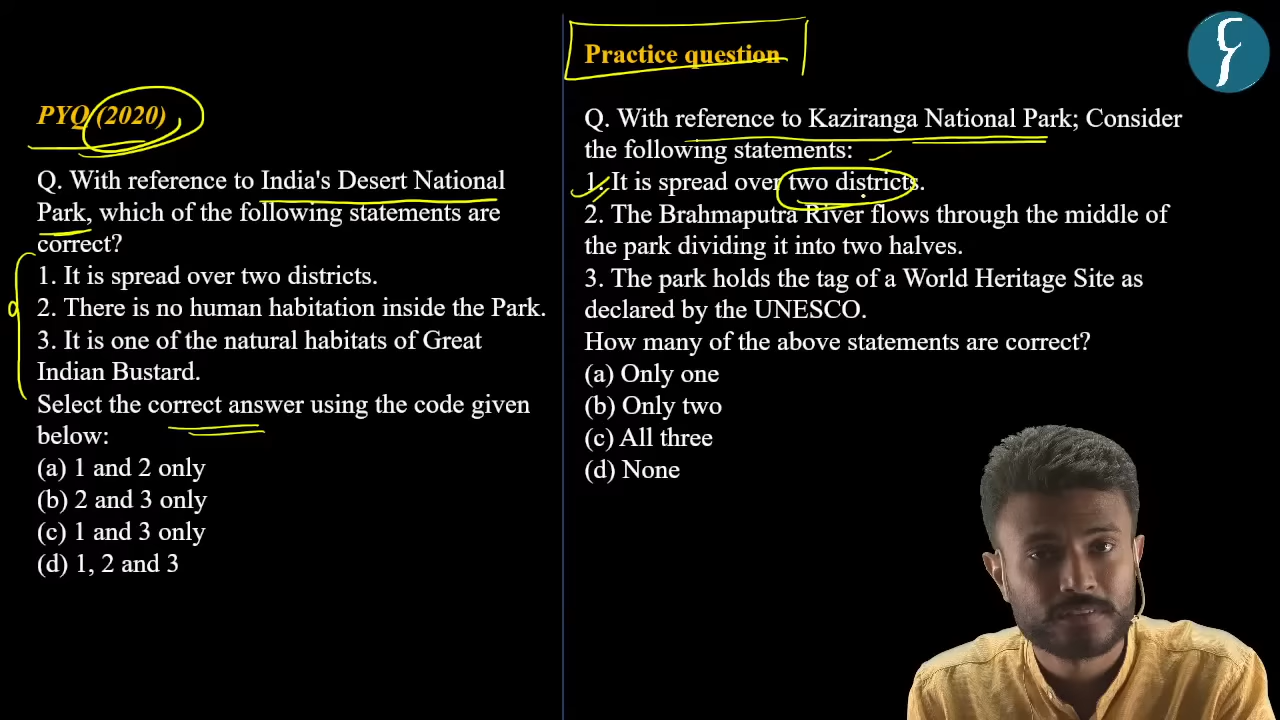 PYQ (2020)
Q. With reference to India's Desert National
Park, which of the following statements are
correct?
1. It is spread over two districts.
2. There is no human habitation inside the Park.
3. It is one of the natural habitats of Great
Indian Bustard.
Select the correct answer using the code given
below:
(a) 1 and 2 only
(b) 2 and 3 only
(c) 1 and 3 only
(d) 1, 2 and 3
Practice question
Q. With reference to Kaziranga National Park; Consider
the following statements:
1. It is spread over two districts.
2. The Brahmaputra River flows through the middle of
the park dividing it into two halves.
3. The park holds the tag of a World Heritage Site as
declared by the UNESCO.
How many of the above statements are correct?
(a) Only one
(b) Only two
(c) All three
(d) None